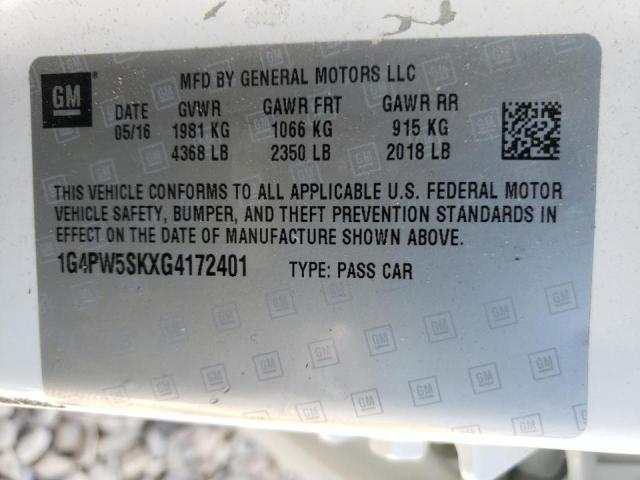 MFD BY GENERAL MOTORS LLC
GM ®
DATE GVWR GAWR FRT GAWR RR
05/16 1981 KG 1066 KG 915 KG
4368 LB 2350 LB 2018 LB
THIS VEHICLE CONFORMS TO ALL APPLICABLE U.S. FEDERAL MOTOR
VEHICLE SAFETY, BUMPER, AND THEFT PREVENTION STANDARDS IN
EFFECT ON THE DATE OF MANUFACTURE SHOWN ABOVE.
1G4PW5SKXG4172401 TYPE: PASS CAR